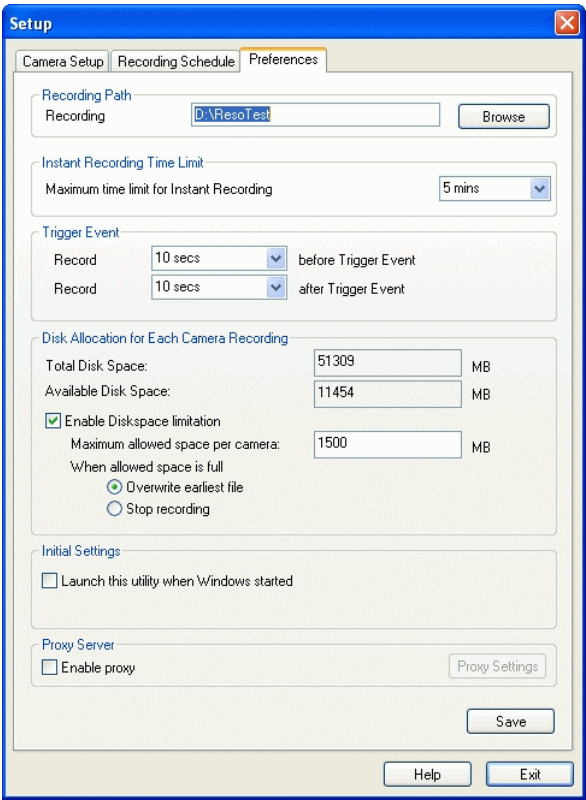 Setup
Camera Setup Recording Schedule Preferences
Recording Path
Recording D:\ResoTest Browse
Instant Recording Time Limit
Maximum time limit for Instant Recording 5 mins
Trigger Event
Record 10 secs before Trigger Event
Record 10 secs after Trigger Event
Disk Allocation for Each Camera Recording
Total Disk Space: 51309 MB
Available Disk Space: 11454 MB
Enable Diskspace limitation
Maximum allowed space per camera: 1500 MB
When allowed space is full
Overwrite earliest file
Stop recording
Initial Settings
Launch this utility when Windows started
Proxy Server
Enable proxy Proxy Settings
Save
Help Exit